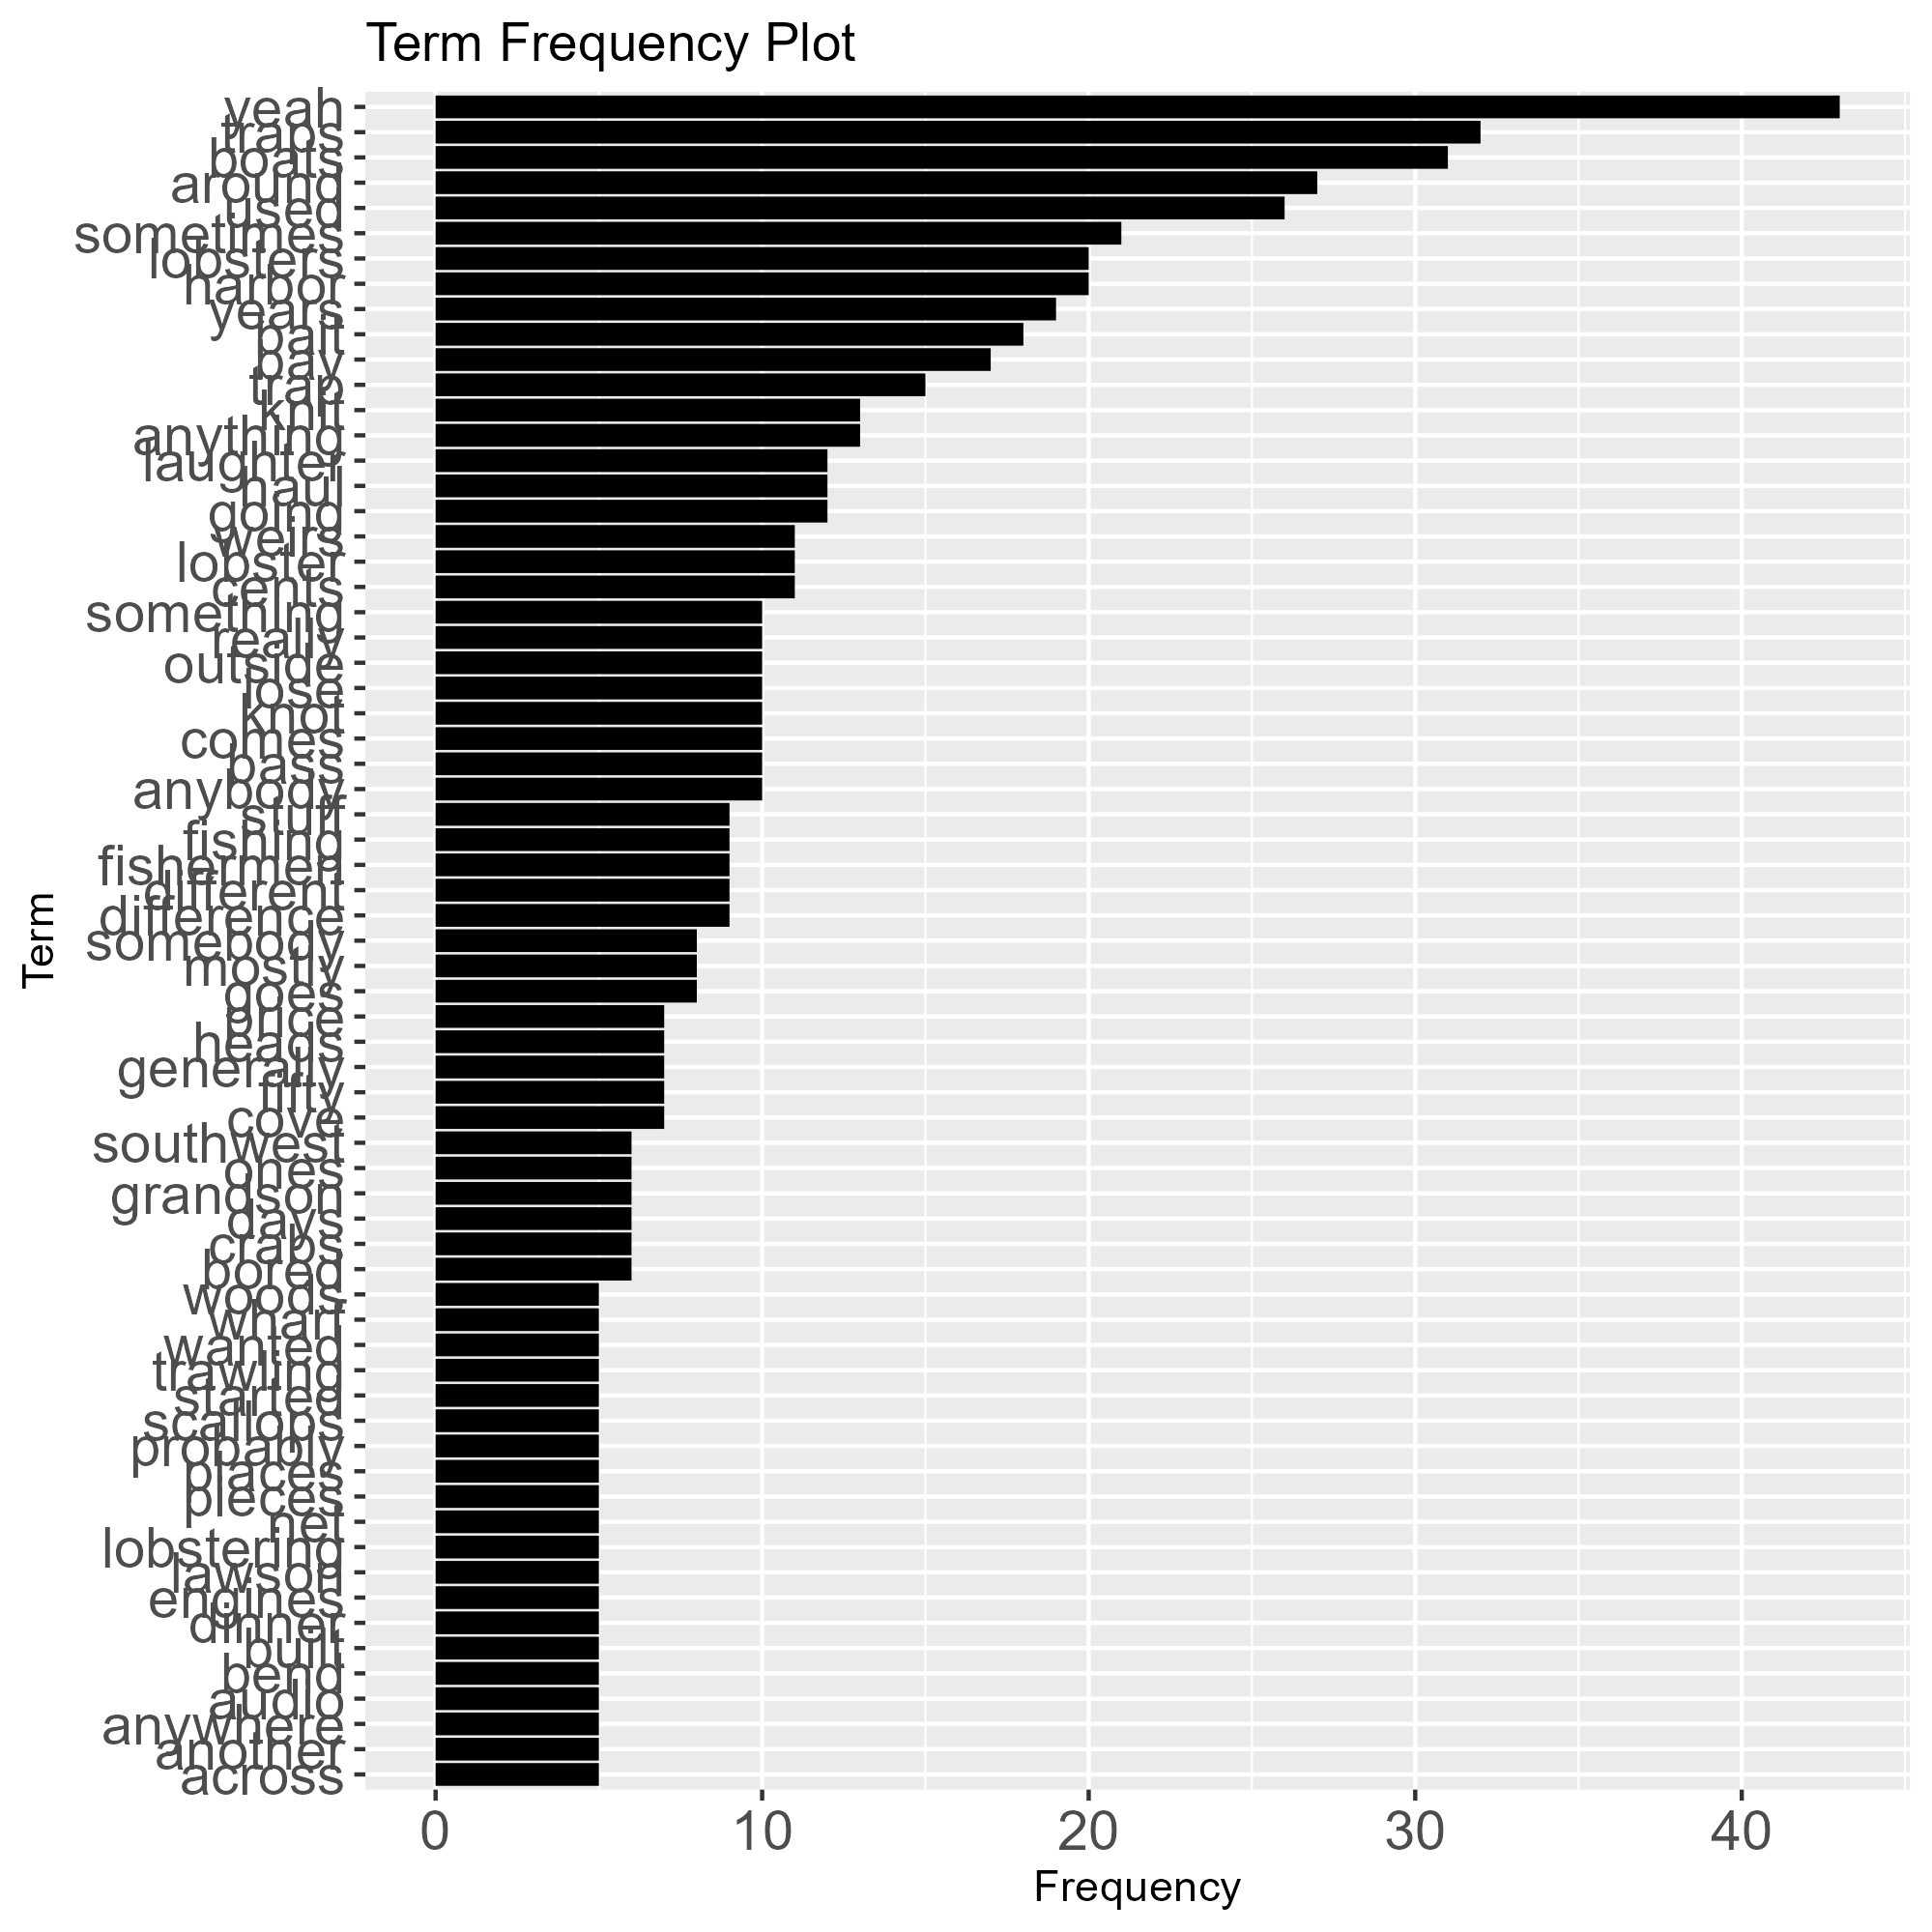 Term Frequency Plot
yeah
traps
boats
around
used
sometimes
lobsters
harbor
years
bait
bay
trap
knit
anything
laughter
haul
going
weirs
lobster
cents
something
really
outside
lose
knot
comes
bass
anybody
stuff
fishing
fishermen
different
difference
somebody
mostly
goes
price
heads
generally
fifty
cove
southwest
ones
grandson
days
crabs
bored
woods
wharf
wanted
trawling
started
scallops
probably
places
pieces
net
lobstering
lawson
engines
dinner
built
bend
audio
anywhere
another
across
Term
0 10 20 30 40
Frequency